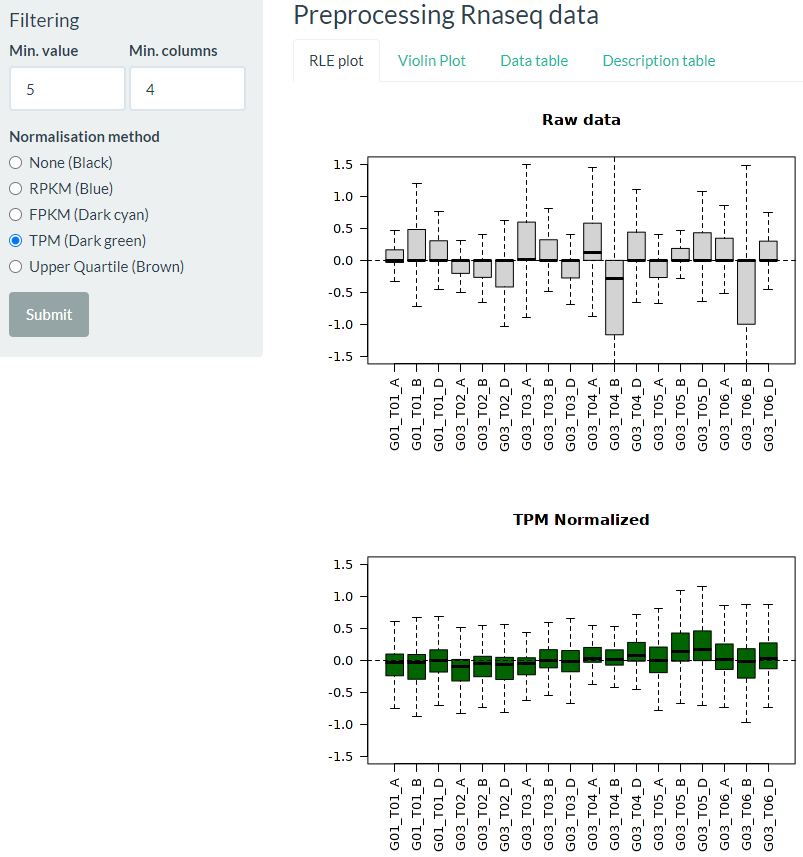 Filtering
Min. value Min. columns
5 4
Normalisation method
None (Black)
RPKM (Blue)
FPKM (Dark cyan)
TPM (Dark green)
Upper Quartile (Brown)
Submit
Preprocessing Rnaseq data
RLE plot Violin Plot Data table Description table
Raw data
1.5
1.0
0.5
0.0
-0.5
-1.0
-1.5
G01_T01_A G01_T01_B G01_T01_D G03_T02_A G03_T02_B G03_T02_D G03_T03_A G03_T03_B G03_T03_D G03_T04_A G03_T04_B G03_T04_D G03_T05_A G03_T05_B G03_T05_D G03_T06_A G03_T06_B G03_T06_D
TPM Normalized
1.5
1.0
0.5
0.0
-0.5
-1.0
-1.5
G01_T01_A G01_T01_B G01_T01_D G03_T02_A G03_T02_B G03_T02_D G03_T03_A G03_T03_B G03_T03_D G03_T04_A G03_T04_B G03_T04_D G03_T05_A G03_T05_B G03_T05_D G03_T06_A G03_T06_B G03_T06_D